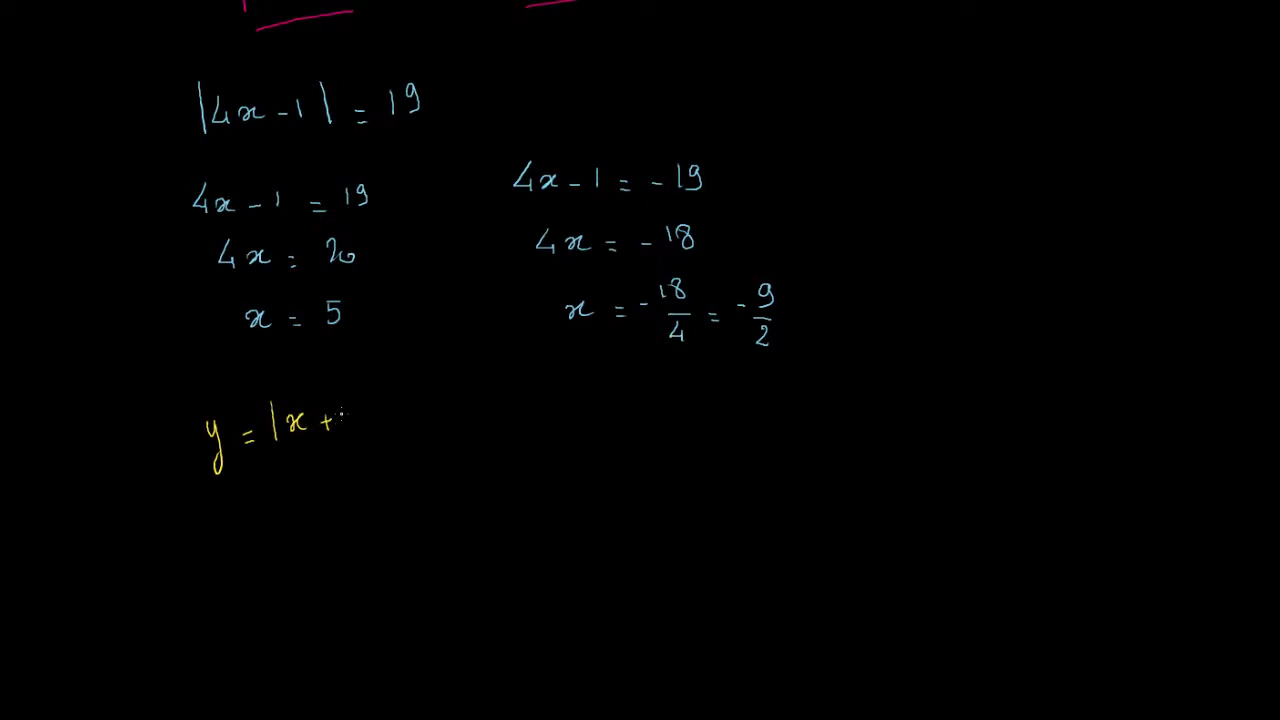 |4x - 1| = 19
4x - 1 = 19
4x = 20
x = 5
4x - 1 = - 19
4x = - 18
x = - 18/4 = - 9/2
y = |x +